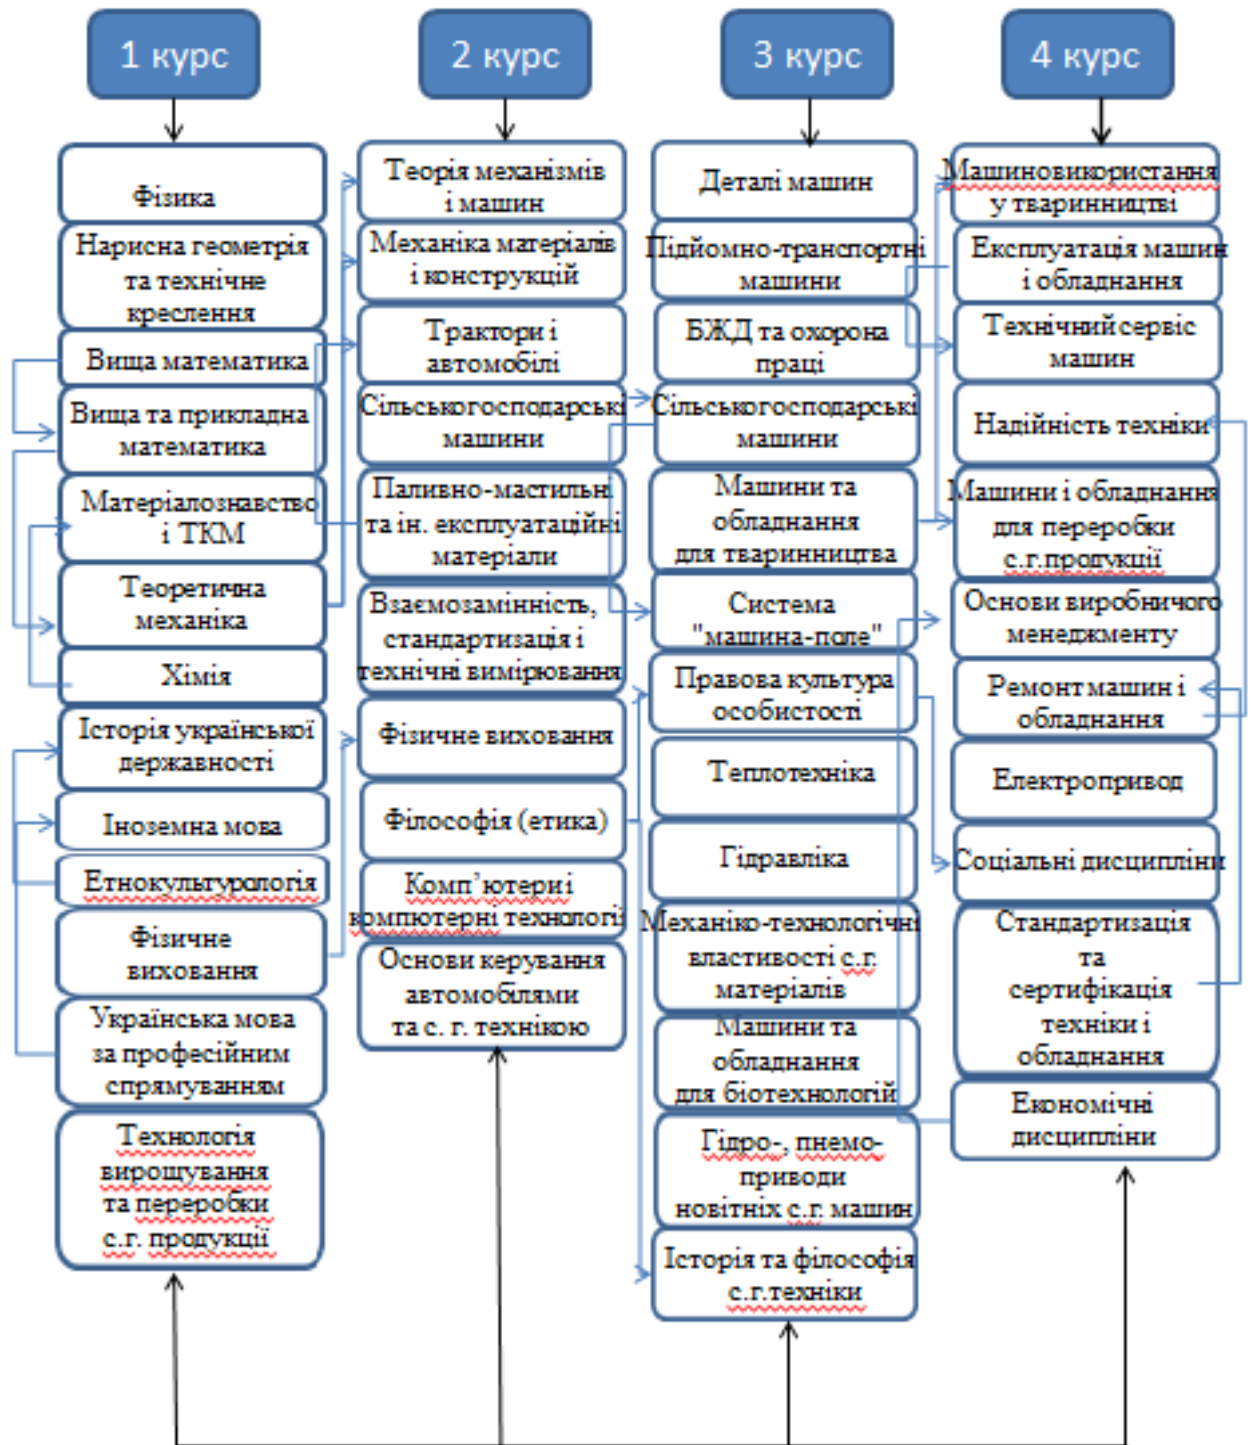 1 курс
2 курс
3 курс
4 курс
Фізика
Нарисна геометрія
та технічне
креслення
Вища математика
Вища та прикладна
математика
Матеріалознавство
і ТКМ
Теоретична
механіка
Хімія
Історія української
державності
Іноземна мова
Етнокультурологія
Фізичне
виховання
Українська мова
за професійним
спрямуванням
Технологія
вирощування
та переробки
с.г. продукції
Теорія механізмів
і машин
Механіка матеріалів
і конструкцій
Трактори і
автомобілі
Сільськогосподарські
машини
Паливно-мастильні
та ін. експлуатаційні
матеріали
Взаємозамінність,
стандартизація і
технічні вимірювання
Фізичне виховання
Філософія (етика)
Комп’ютери і
компютерні технології
Основи керування
автомобілями
та с. г. технікою
Деталі машин
Підйомно-транспортні
машини
БЖД та охорона
праці
Сільськогосподарські
машини
Машини та
обладнання
для тваринництва
Система
"машина-поле"
Правова культура
особистості
Теплотехніка
Гідравліка
Механіко-технологічні
властивості с.г.
матеріалів
Машини та
обладнання
для біотехнологій
Гідро-, пнемо-
приводи
новітніх с.г. машин
Історія та філософія
с.г.техніки
Машиновикористання
у тваринництві
Експлуатація машин
і обладнання
Технічний сервіс
машин
Надійність техніки
Машини і обладнання
для переробки
с.г.продукції
Основи виробничого
менеджменту
Ремонт машин і
обладнання
Електропривод
Соціальні дисципліни
Стандартизація
та
сертифікація
техніки і
обладнання
Економічні
дисципліни